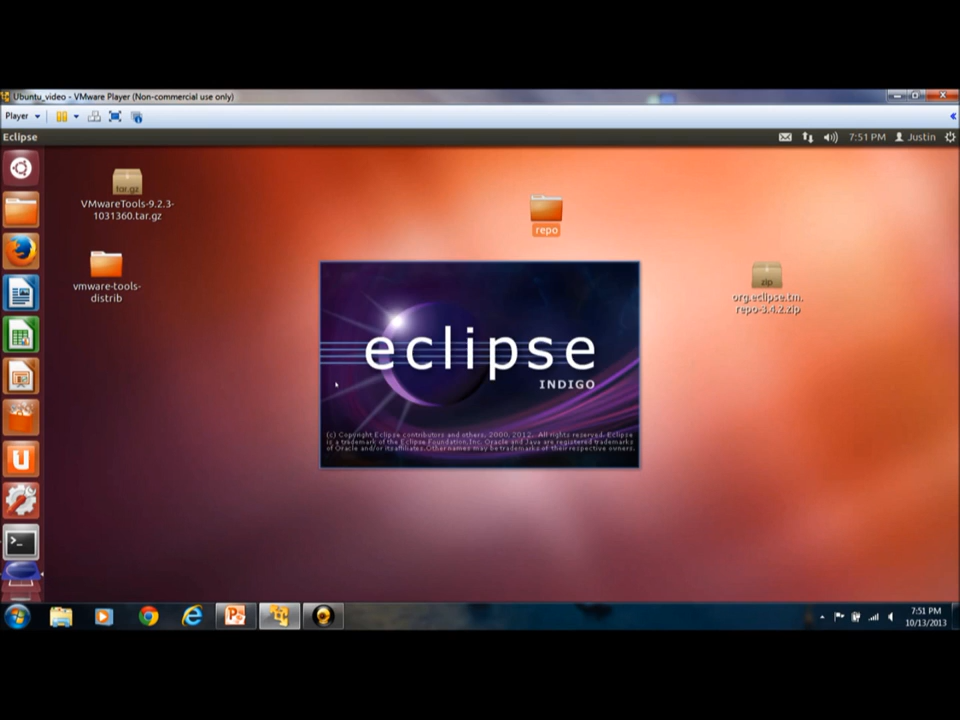 Ubuntu_video - VMware Player (Non-commercial use only)
Player
Eclipse
7:51 PM
Justin
tar.gz
VMwareTools-9.2.3-
1031360.tar.gz
repo
vmware-tools-
distrib
zip
org.eclipse.tm.
repo-3.4.2.zip
eclipse
INDIGO
(c) Copyright Eclipse contributors and others, 2000, 2012. All rights reserved. Eclipse
is a trademark of the Eclipse Foundation,Inc. Oracle and Java are registered trademarks
of Oracle and/or its affiliates.Other names may be trademarks of their respective owners.
7:51 PM
10/13/2013